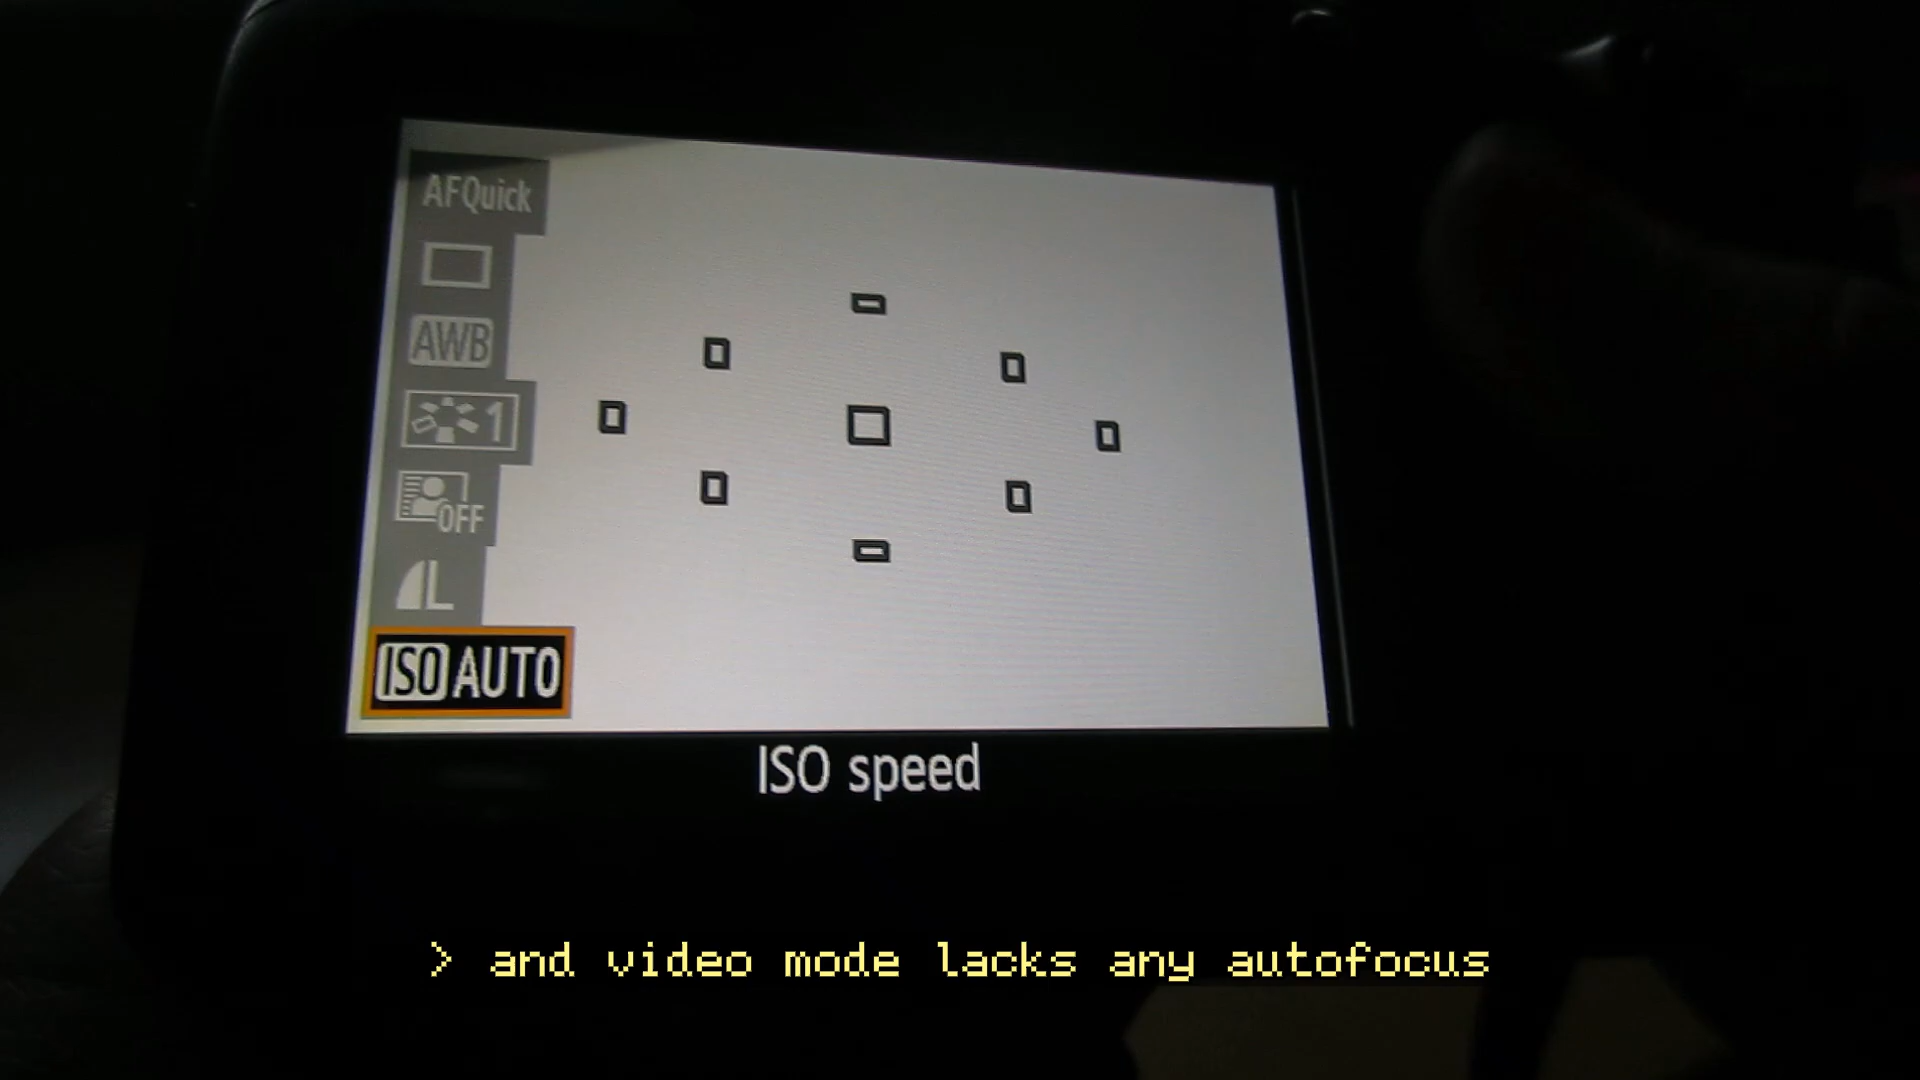 AFQuick
AWB
1
OFF
L
ISO AUTO
ISO speed
> and video mode lacks any autofocus